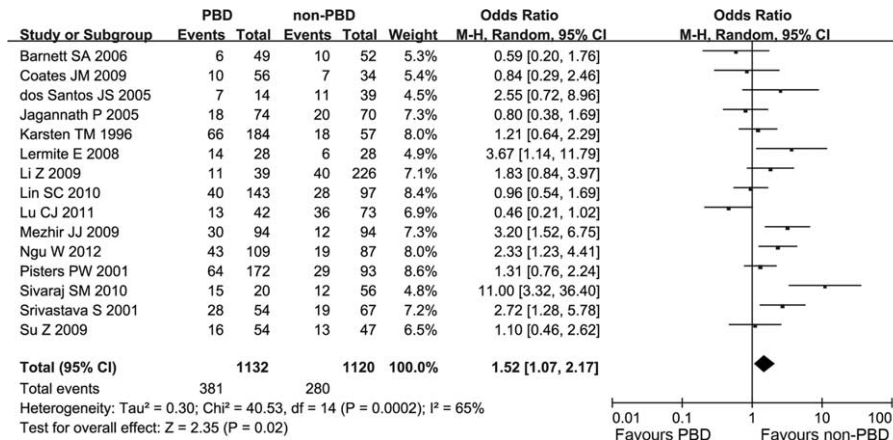 PBD non-PBD Odds Ratio Odds Ratio
Study or Subgroup Events Total Events Total Weight M-H, Random, 95% CI M-H, Random, 95% CI
Barnett SA 2006 6 49 10 52 5.3% 0.59 [0.20, 1.76]
Coates JM 2009 10 56 7 34 5.4% 0.84 [0.29, 2.46]
dos Santos JS 2005 7 14 11 39 4.5% 2.55 [0.72, 8.96]
Jagannath P 2005 18 74 20 70 7.5% 0.80 [0.38, 1.69]
Karsten TM 1996 66 184 18 57 8.0% 1.21 [0.64, 2.29]
Lermite E 2008 14 28 6 28 4.9% 3.67 [1.14, 11.79]
Li Z 2009 11 39 40 226 7.1% 1.83 [0.84, 3.97]
Lin SC 2010 40 143 28 97 8.4% 0.96 [0.54, 1.69]
Lu CJ 2011 13 42 36 73 6.9% 0.46 [0.21, 1.02]
Mezhir JJ 2009 30 94 12 94 7.4% 3.20 [1.52, 6.75]
Ngu W 2012 43 109 19 87 8.0% 2.33 [1.23, 4.41]
Pisters PW 2001 64 172 29 93 8.6% 1.31 [0.76, 2.24]
Sivaraj SM 2010 15 20 12 56 4.8% 11.00 [3.32, 36.40]
Srivastava S 2001 28 54 19 67 7.4% 2.72 [1.28, 5.78]
Su Z 2009 16 54 13 47 6.5% 1.10 [0.46, 2.62]
Total (95% CI) 1132 1120 100.0% 1.52 [1.07, 2.17]
Total events 381 280
Heterogeneity: Tau² = 0.30; Chi² = 40.53, df = 14 (P = 0.0002); I² = 65%
Test for overall effect: Z = 2.35 (P = 0.02)
0.01 0.1 1 10 100
Favours PBD Favours non-PBD